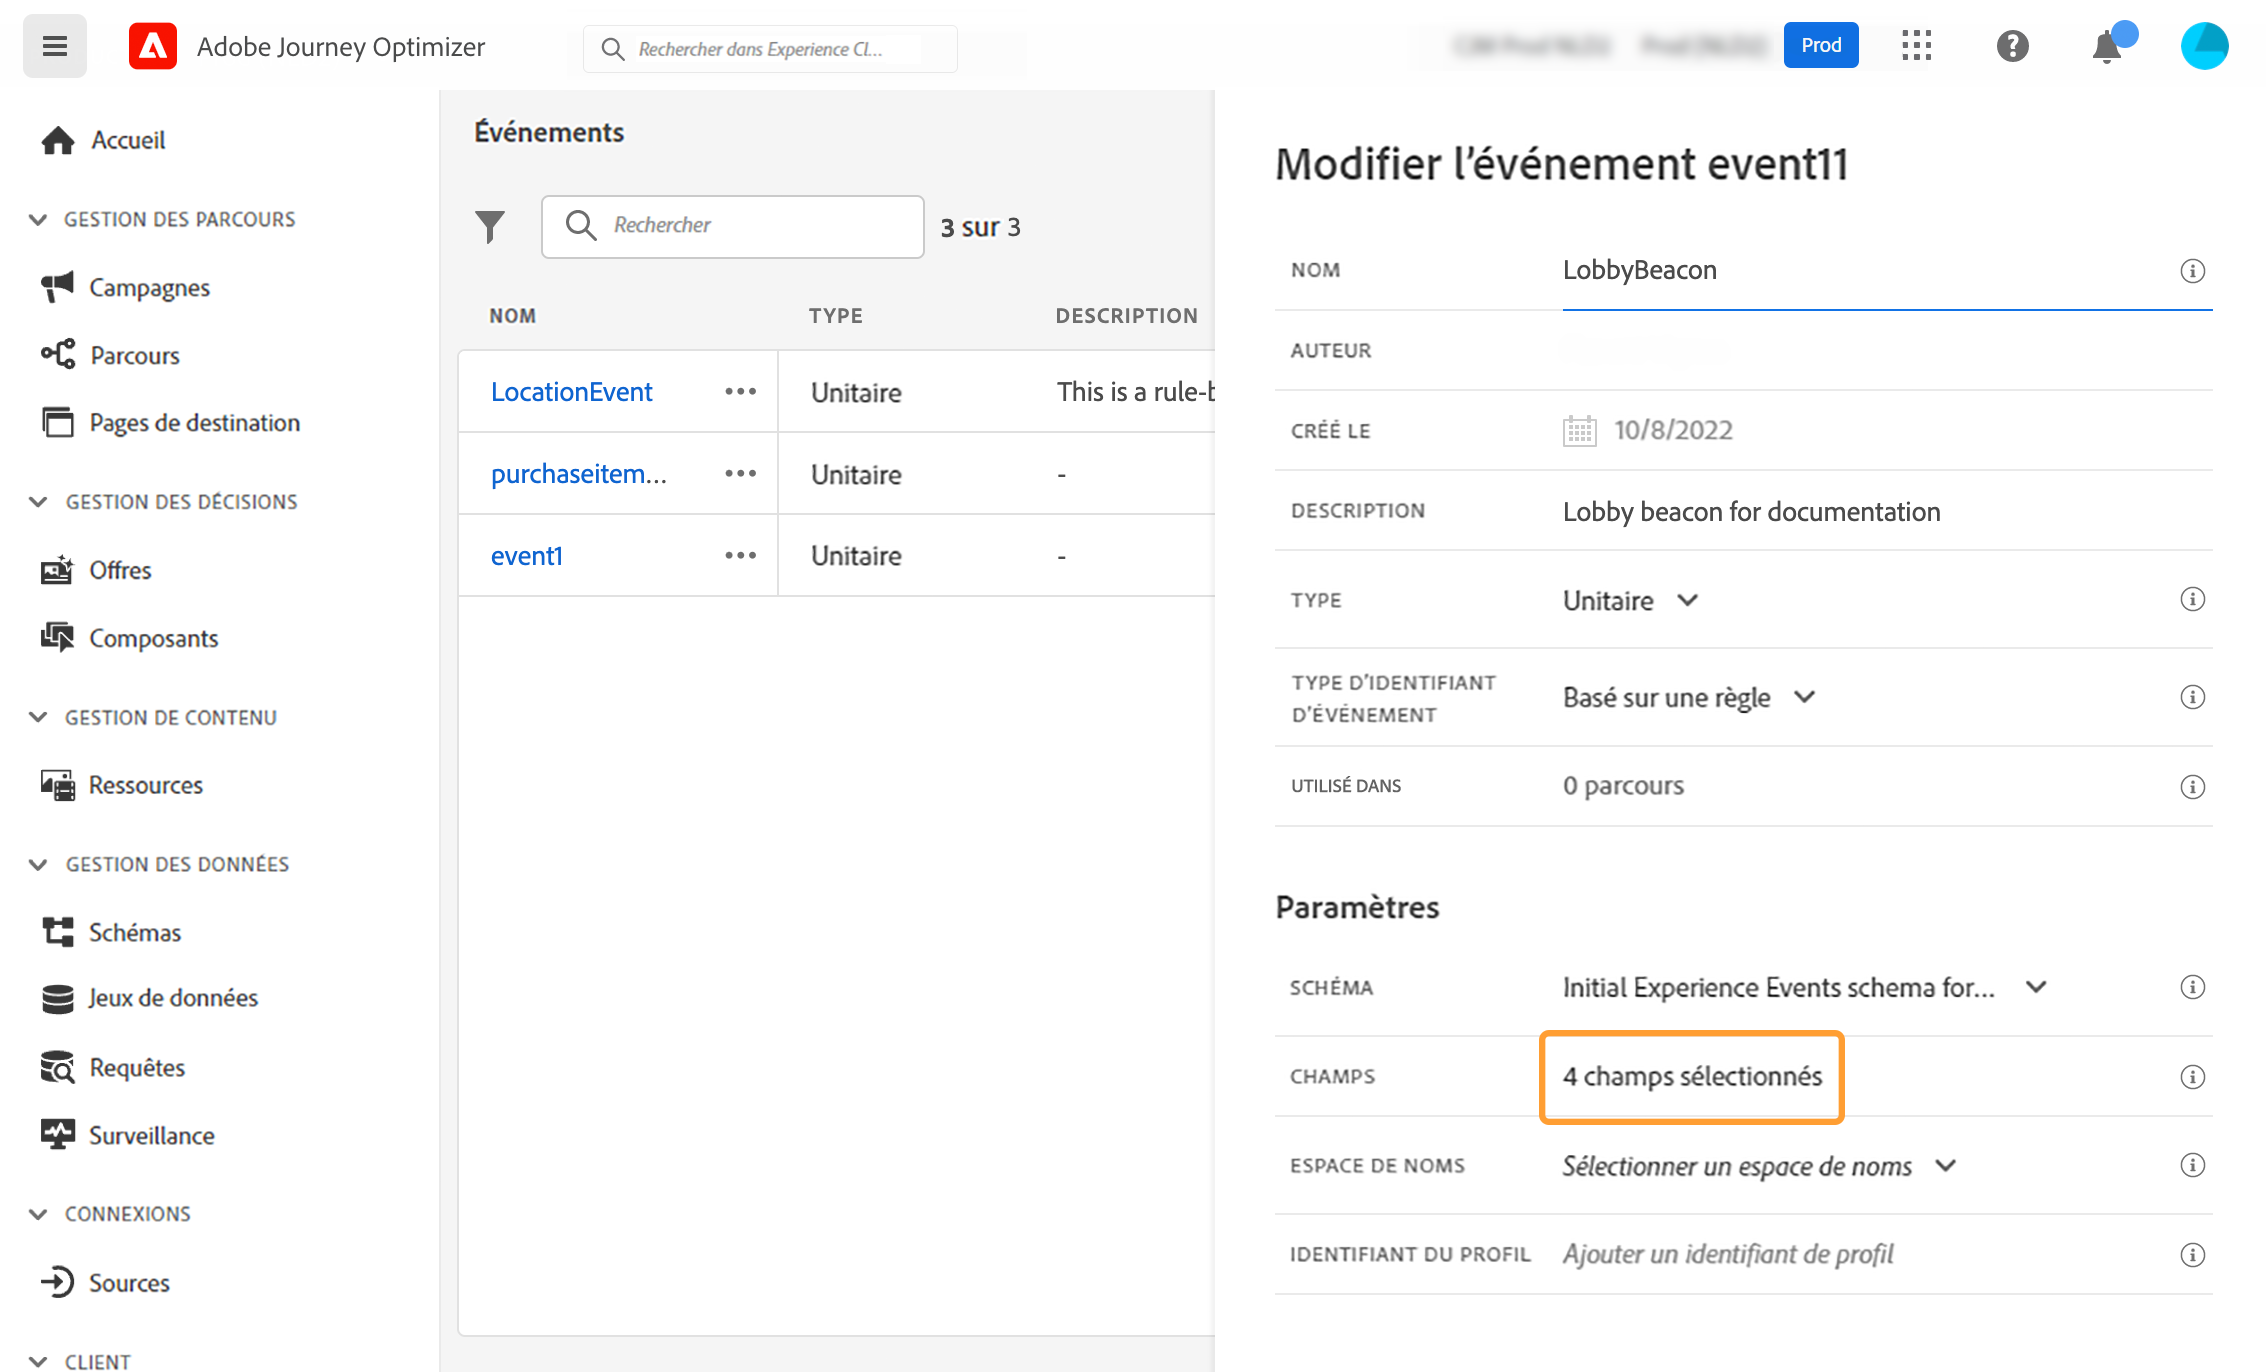 Adobe Journey Optimizer
Rechercher dans Experience Cl...
Prod
Accueil
GESTION DES PARCOURS
Campagnes
Parcours
Pages de destination
GESTION DES DÉCISIONS
Offres
Composants
GESTION DE CONTENU
Ressources
GESTION DES DONNÉES
Schémas
Jeux de données
Requêtes
Surveillance
CONNEXIONS
Sources
CLIENT
Événements
Rechercher
3 sur 3
NOM TYPE DESCRIPTION
LocationEvent ••• Unitaire This is a rule-b
purchaseitem... ••• Unitaire -
event1 ••• Unitaire -
Modifier l’événement event11
NOM LobbyBeacon
AUTEUR
CRÉÉ LE 10/8/2022
DESCRIPTION Lobby beacon for documentation
TYPE Unitaire
TYPE D’IDENTIFIANT
D’ÉVÉNEMENT
Basé sur une règle
UTILISÉ DANS 0 parcours
Paramètres
SCHÉMA Initial Experience Events schema for...
CHAMPS 4 champs sélectionnés
ESPACE DE NOMS Sélectionner un espace de noms
IDENTIFIANT DU PROFIL Ajouter un identifiant de profil